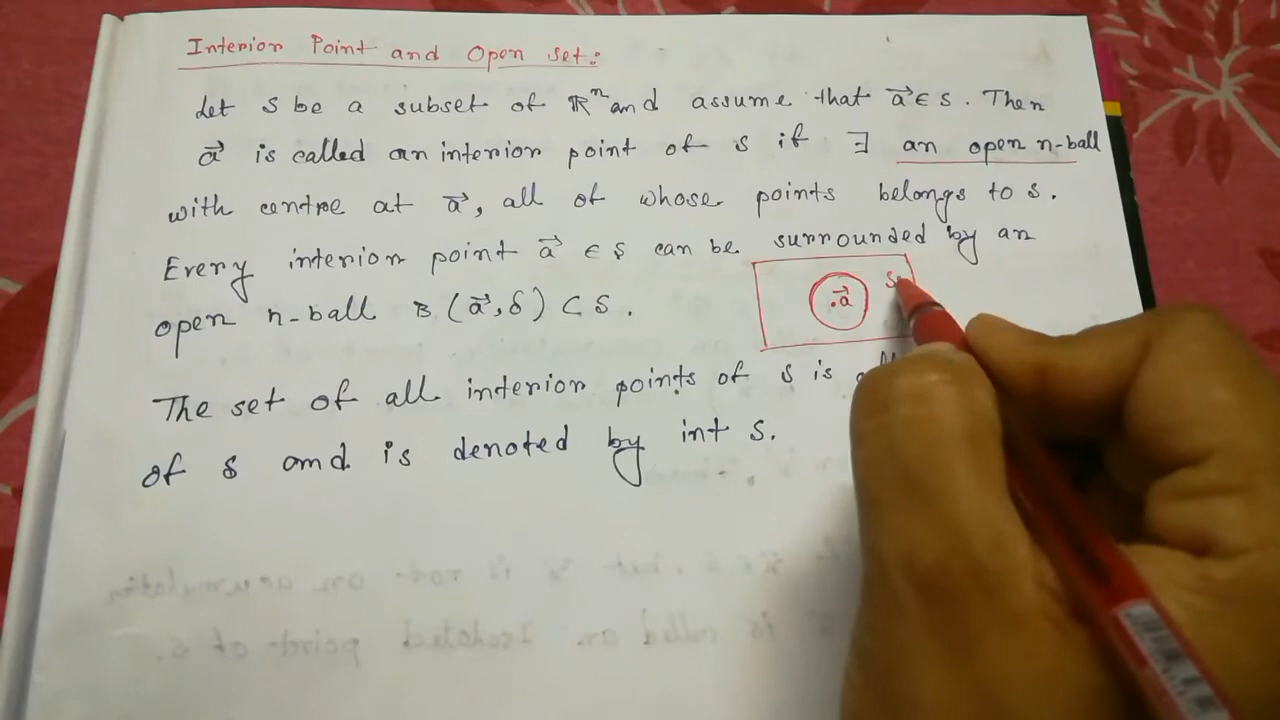 Interior Point and Open Set:
Let S be a subset of ℝⁿ and assume that a⃗ ∈ S. Then
a⃗ is called an interior point of S if ∃ an open n-ball
with centre at a⃗, all of whose points belongs to S.
Every interior point a⃗ ∈ S can be surrounded by an
open n-ball B (a⃗, δ) ⊂ S.
S
.a⃗
The set of all interior points of S is
of S and is denoted by int S.